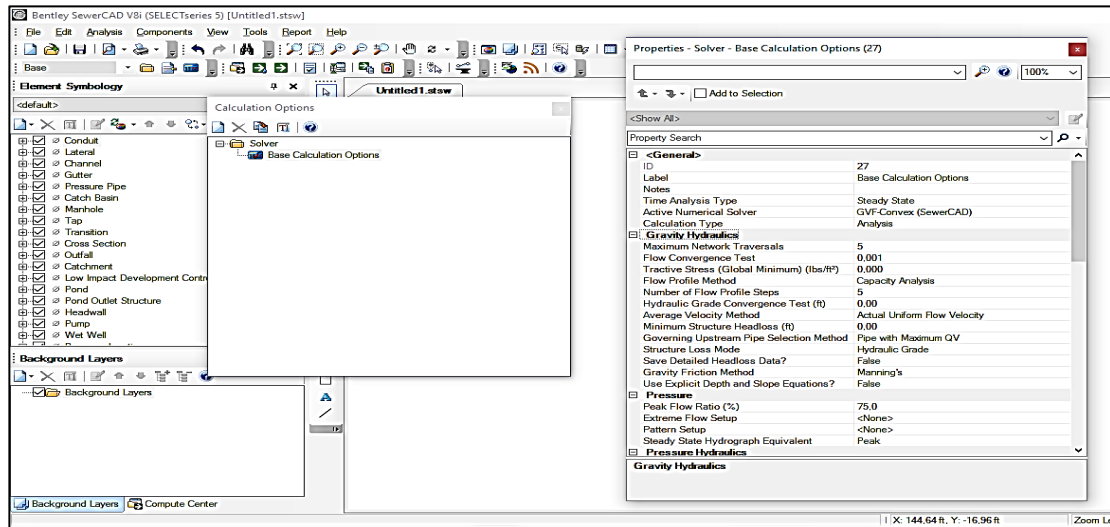 Bentley SewerCAD V8i (SELECTseries 5) [Untitled1.stsw]
File Edit Analysis Components View Tools Report Help
Base
Element Symbology
<default>
Conduit
Lateral
Channel
Gutter
Pressure Pipe
Catch Basin
Manhole
Tap
Transition
Cross Section
Outfall
Catchment
Low Impact Development Contr
Pond
Pond Outlet Structure
Headwall
Pump
Wet Well
Background Layers
Background Layers
Background Layers Compute Center
Untitled1.stsw
Calculation Options
Solver
Base Calculation Options
Properties - Solver - Base Calculation Options (27)
100%
Add to Selection
<Show All>
Property Search
<General>
ID 27
Label Base Calculation Options
Notes
Time Analysis Type Steady State
Active Numerical Solver GVF-Convex (SewerCAD)
Calculation Type Analysis
Gravity Hydraulics
Maximum Network Traversals 5
Flow Convergence Test 0,001
Tractive Stress (Global Minimum) (lbs/ft²) 0,000
Flow Profile Method Capacity Analysis
Number of Flow Profile Steps 5
Hydraulic Grade Convergence Test (ft) 0,00
Average Velocity Method Actual Uniform Flow Velocity
Minimum Structure Headloss (ft) 0,00
Governing Upstream Pipe Selection Method Pipe with Maximum QV
Structure Loss Mode Hydraulic Grade
Save Detailed Headloss Data? False
Gravity Friction Method Manning's
Use Explicit Depth and Slope Equations? False
Pressure
Peak Flow Ratio (%) 75,0
Extreme Flow Setup <None>
Pattern Setup <None>
Steady State Hydrograph Equivalent Peak
Pressure Hydraulics
Gravity Hydraulics
X: 144,64 ft, Y: -16,96 ft Zoom Le